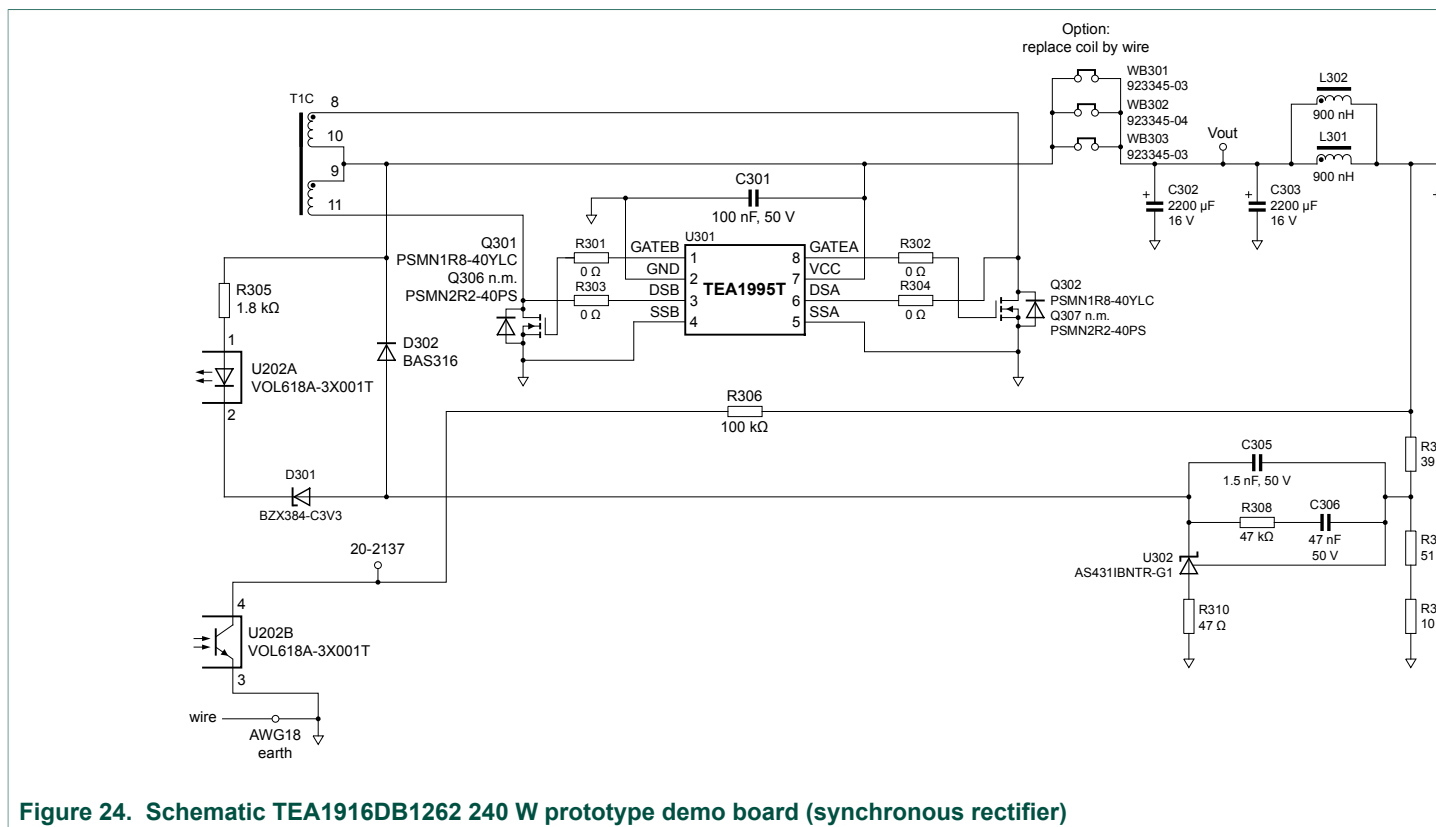 Option:
replace coil by wire
WB301
923345-03
WB302
923345-04
WB303
923345-03
L302
900 nH
L301
900 nH
Vout
T1C
8
10
9
11
C301
100 nF, 50 V
C302
2200 µF
16 V
C303
2200 µF
16 V
+
+
Q301
PSMN1R8-40YLC
Q306 n.m.
PSMN2R2-40PS
R301
0 Ω
R303
0 Ω
GATEB
GND
DSB
SSB
U301
1
2
3
4
TEA1995T
8
7
6
5
GATEA
VCC
DSA
SSA
R302
0 Ω
R304
0 Ω
Q302
PSMN1R8-40YLC
Q307 n.m.
PSMN2R2-40PS
R305
1.8 kΩ
1
U202A
VOL618A-3X001T
2
D302
BAS316
R306
100 kΩ
D301
BZX384-C3V3
C305
1.5 nF, 50 V
R308
47 kΩ
C306
47 nF
50 V
U302
AS431IBNTR-G1
R310
47 Ω
R3
39
R3
51
R3
10
20-2137
4
U202B
VOL618A-3X001T
3
wire
AWG18
earth
Figure 24. Schematic TEA1916DB1262 240 W prototype demo board (synchronous rectifier)